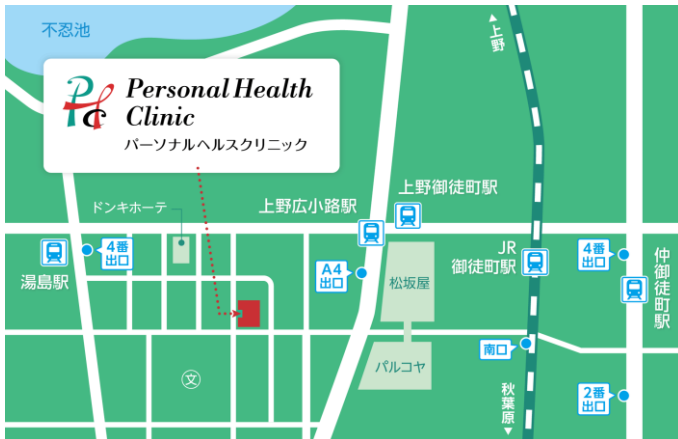 不忍池
▲上野
PHC
Personal Health
Clinic
パーソナルヘルスクリニック
ドンキホーテ
上野広小路駅
上野御徒町駅
湯島駅
4番
出口
A4
出口
松坂屋
JR
御徒町駅
4番
出口
仲御徒町駅
南口
パルコヤ
文
秋葉原▼
2番
出口